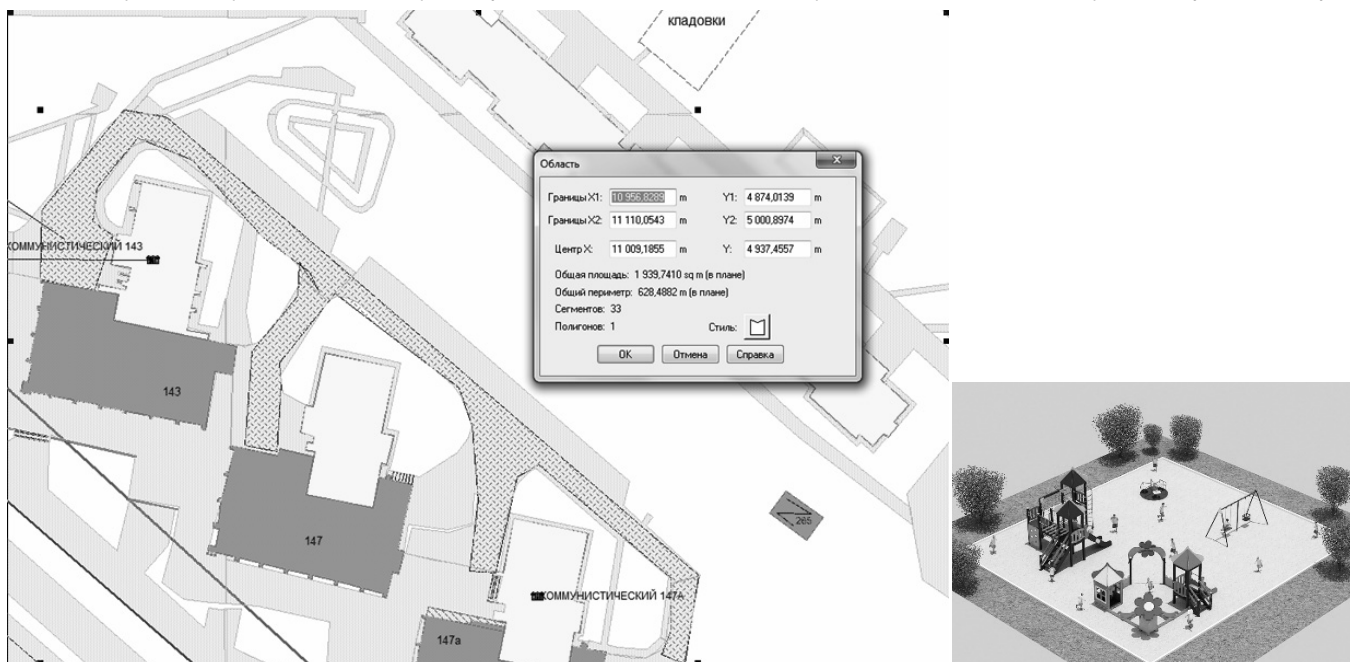 кладовки
Область
Границы X1: 10 956,8289 m Y1: 4 874,0139 m
Границы X2: 11 110,0543 m Y2: 5 000,8974 m
Центр X: 11 009,1855 m Y: 4 937,4557 m
Общая площадь: 1 939,7410 sq m (в плане)
Общий периметр: 628,4882 m (в плане)
Сегментов: 33
Полигонов: 1 Стиль:
OK Отмена Справка
КОММУНИСТИЧЕСКИЙ 143
143
265
147
КОММУНИСТИЧЕСКИЙ 147А
147а